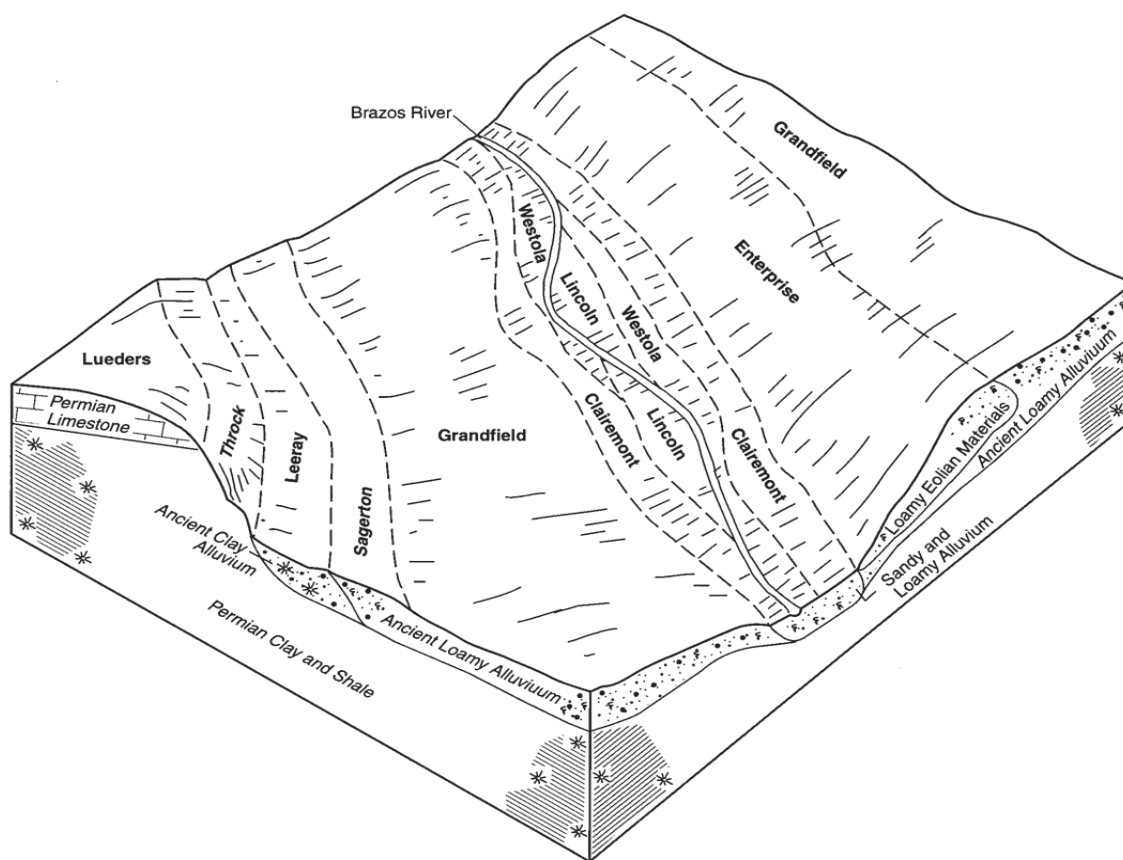 Brazos River
Grandfield
Westola
Enterprise
Lincoln
Westola
Lueders
Permian
Limestone
Throck
Leeray
Grandfield
Clairemont
Lincoln
Clairemont
Sagerton
Loamy Eolian Materials
Ancient Loamy Alluviuum
Sandy and
Loamy Alluvium
Ancient Clay
Alluvium
Ancient Loamy Alluviuum
Permian Clay and Shale